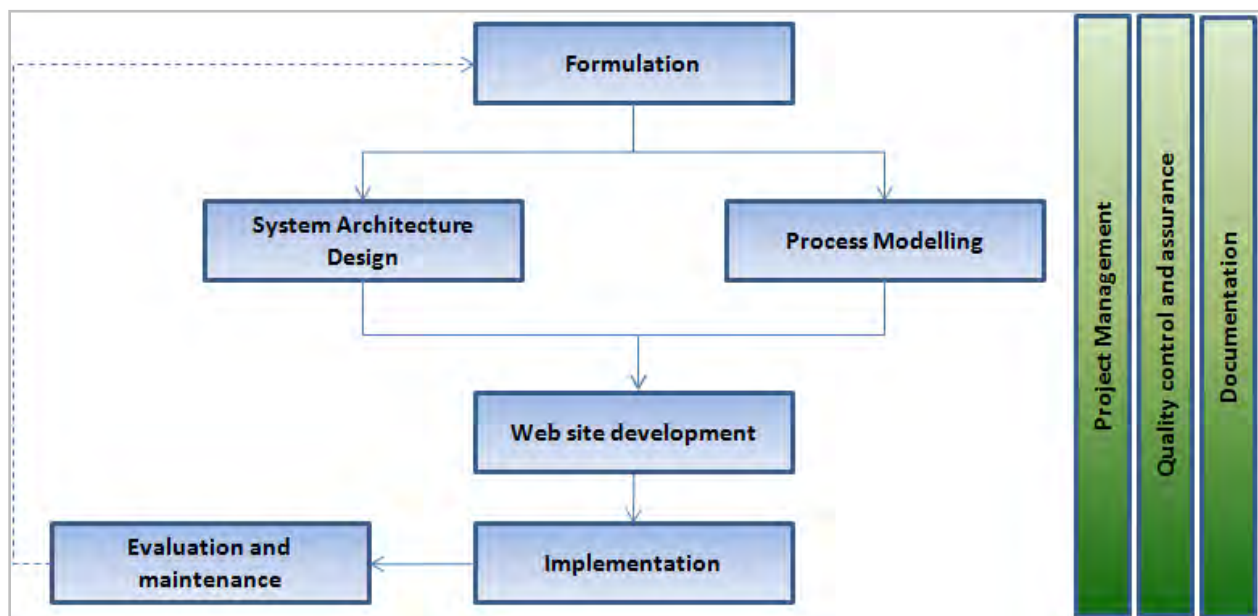 Formulation
System Architecture
Design
Process Modelling
Web site development
Evaluation and
maintenance
Implementation
Project Management
Quality control and assurance
Documentation